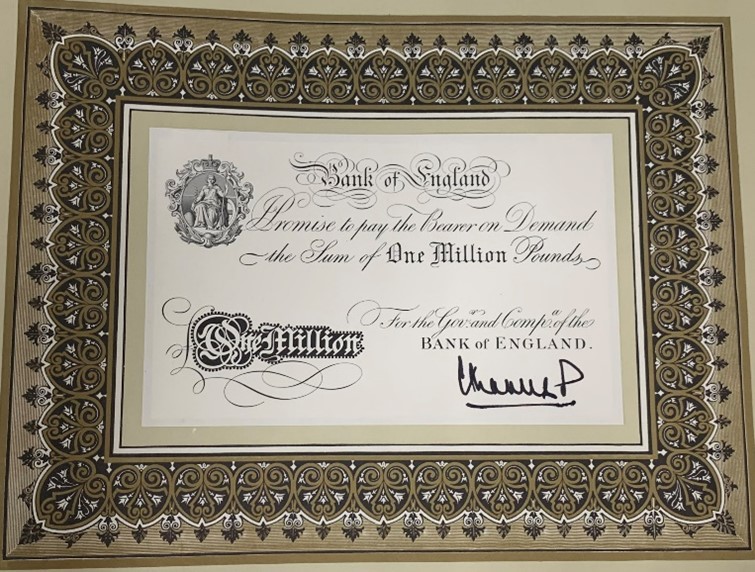 Bank of England
I Promise to pay the Bearer on Demand
the Sum of One Million Pounds
One Million
For the Gov.r and Comp.a of the
BANK of ENGLAND.